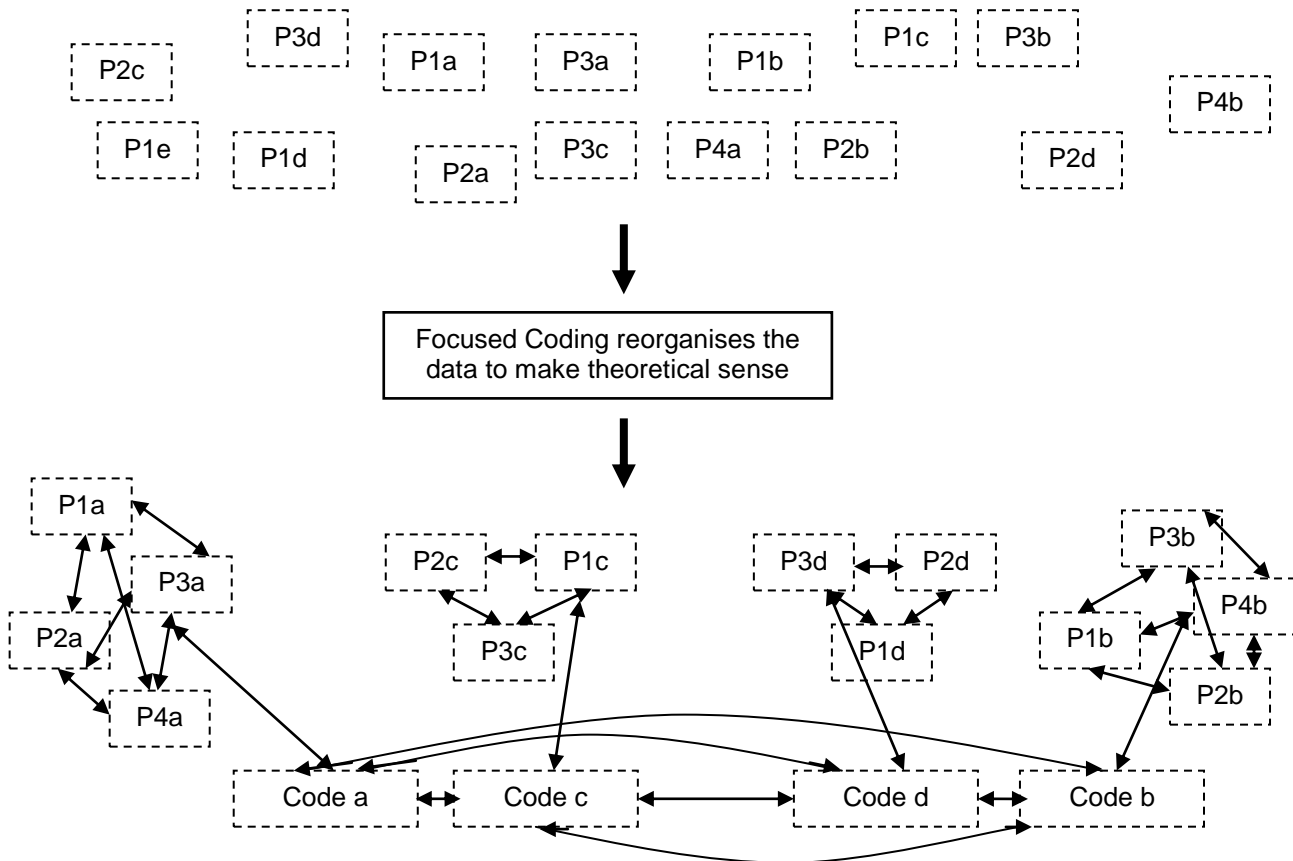 P3d
P1c
P3b
P2c
P1a
P3a
P1b
P4b
P1e
P1d
P3c
P4a
P2b
P2d
P2a
Focused Coding reorganises the
data to make theoretical sense
P1a
P3a
P2a
P4a
P2c
P1c
P3c
P3d
P2d
P1d
P3b
P4b
P1b
P2b
Code a
Code c
Code d
Code b